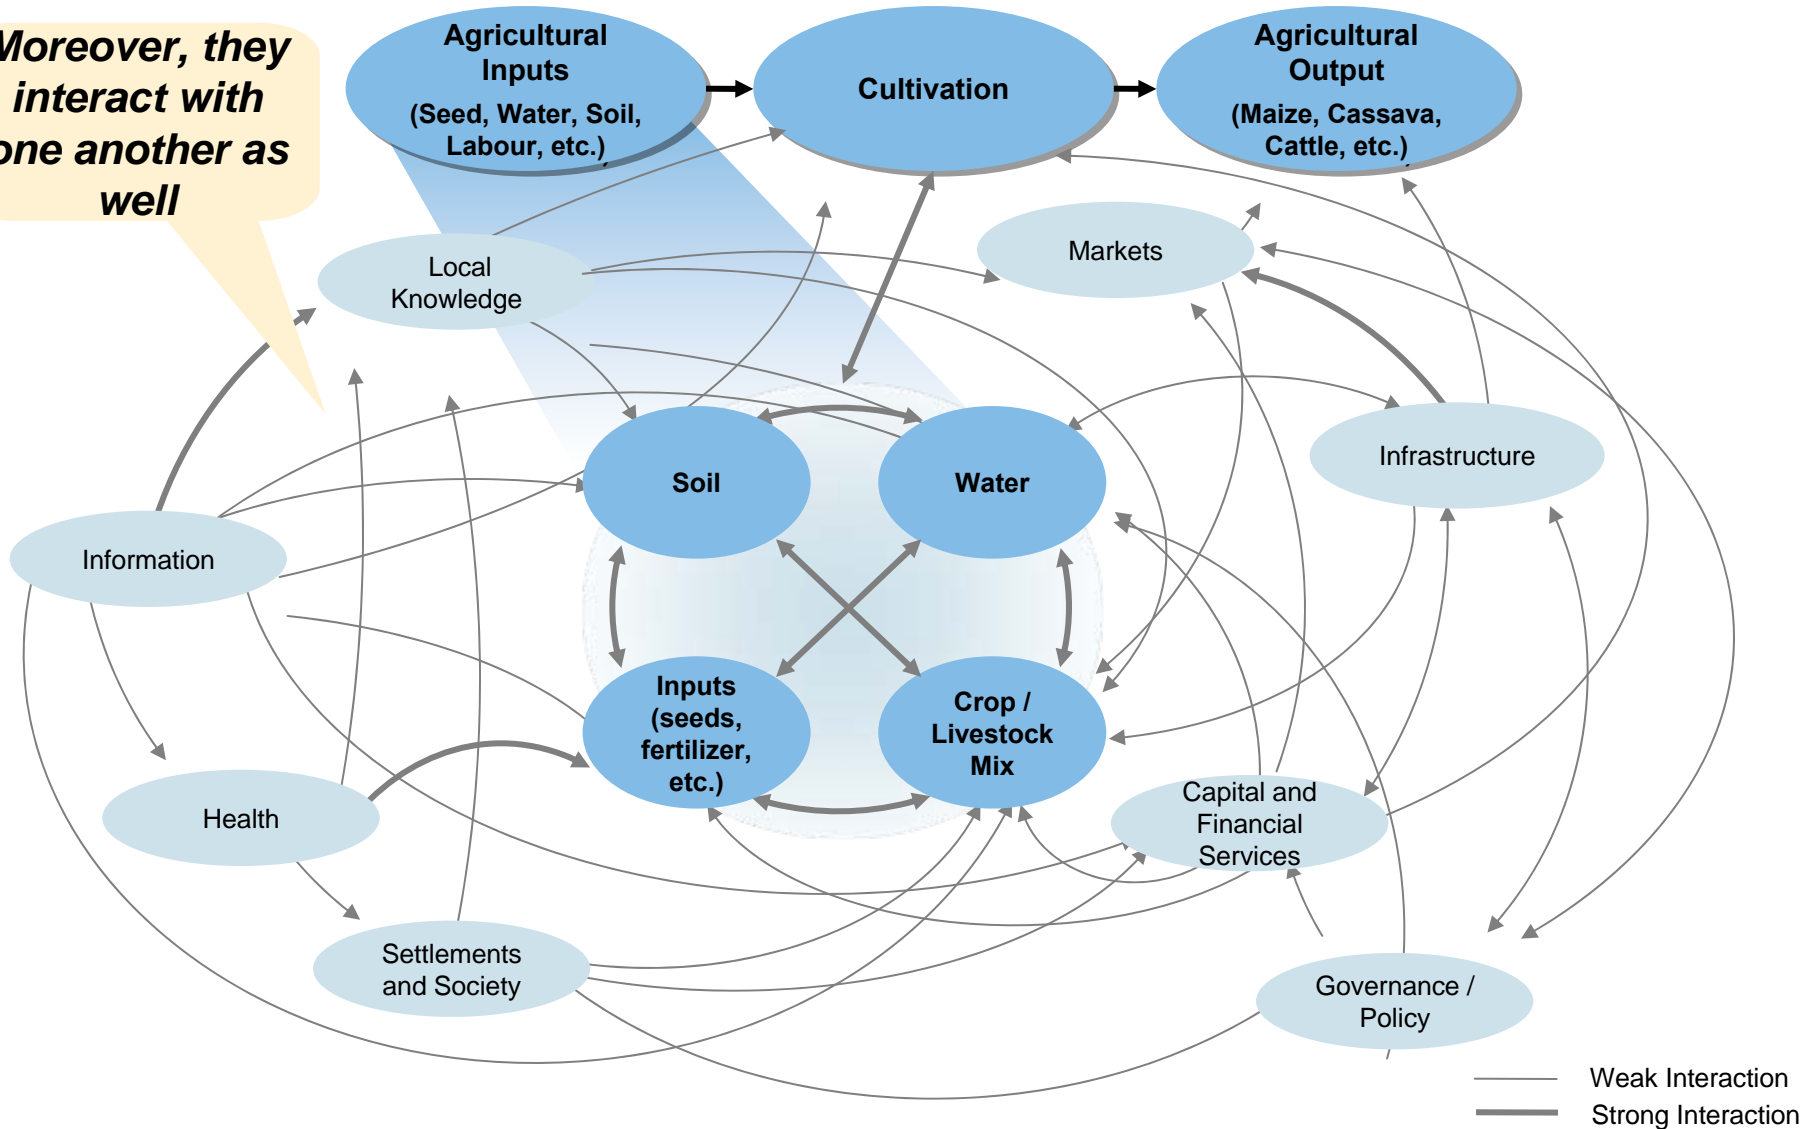 Moreover, they
interact with
one another as
well
Agricultural
Inputs
(Seed, Water, Soil,
Labour, etc.)
Cultivation
Agricultural
Output
(Maize, Cassava,
Cattle, etc.)
Local
Knowledge
Markets
Infrastructure
Soil
Water
Information
Inputs
(seeds,
fertilizer,
etc.)
Crop /
Livestock
Mix
Health
Capital and
Financial
Services
Settlements
and Society
Governance /
Policy
Weak Interaction
Strong Interaction